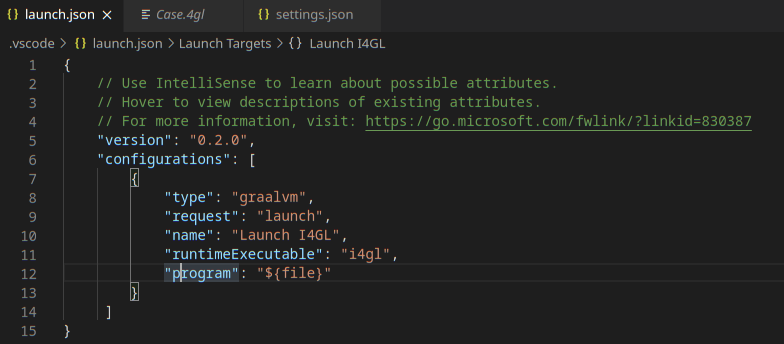 launch.json Case.4gl settings.json
.vscode > launch.json > Launch Targets > {} Launch I4GL
1 {
2 // Use IntelliSense to learn about possible attributes.
3 // Hover to view descriptions of existing attributes.
4 // For more information, visit: https://go.microsoft.com/fwlink/?linkid=830387
5 "version": "0.2.0",
6 "configurations": [
7 {
8 "type": "graalvm",
9 "request": "launch",
10 "name": "Launch I4GL",
11 "runtimeExecutable": "i4gl",
12 "program": "${file}"
13 }
14 ]
15 }